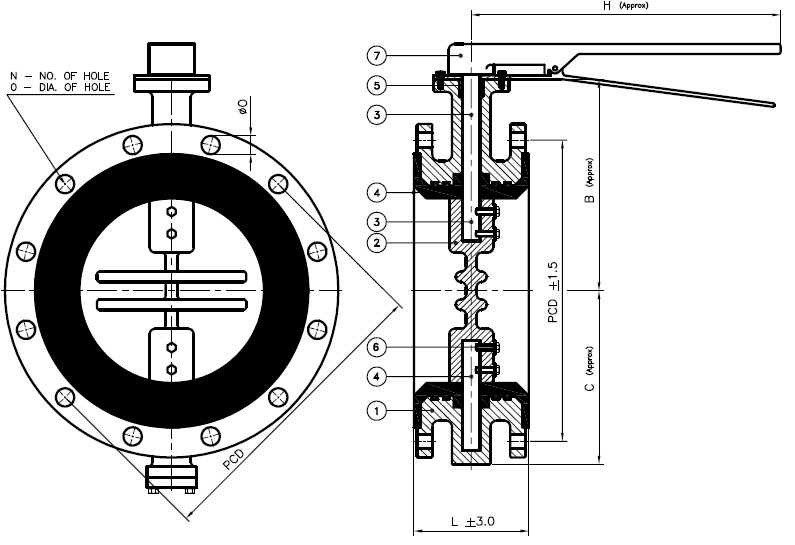 H (Approx)
N - NO. OF HOLE
O - DIA. OF HOLE
ØO
7
5
3
4
3
2
6
4
1
B (Approx)
PCD ±1.5
C (Approx)
PCD
L ±3.0